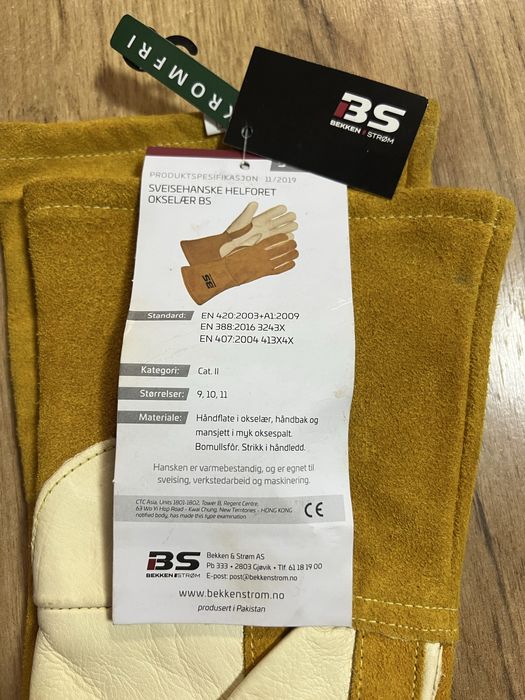 KROMFRI
BS
BEKKEN STRØM
PRODUKTSPESIFIKASJON 11/2019
SVEISEHANSKE HELFORET
OKSELÆR BS
BS
Standard: EN 420:2003+A1:2009
EN 388:2016 3243X
EN 407:2004 413X4X
Kategori: Cat. II
Størrelser: 9, 10, 11
Materiale: Håndflate i okselær, håndbak og
mansjett i myk oksespalt.
Bomullsfôr. Strikk i håndledd.
Hansken er varmebestandig, og er egnet til
sveising, verkstedarbeid og maskinering.
CTC Asia, Units 1801-1802, Tower B, Regent Centre,
63 Wo Yi Hop Road - Kwai Chung, New Territories - HONG KONG
notified body, has made this type examination
CE
BS
BEKKEN STRØM
Bekken & Strøm AS
Pb 333 • 2803 Gjøvik • Tlf 61 18 19 00
E-post: post@bekkenstrom.no
www.bekkenstrom.no
produsert i Pakistan